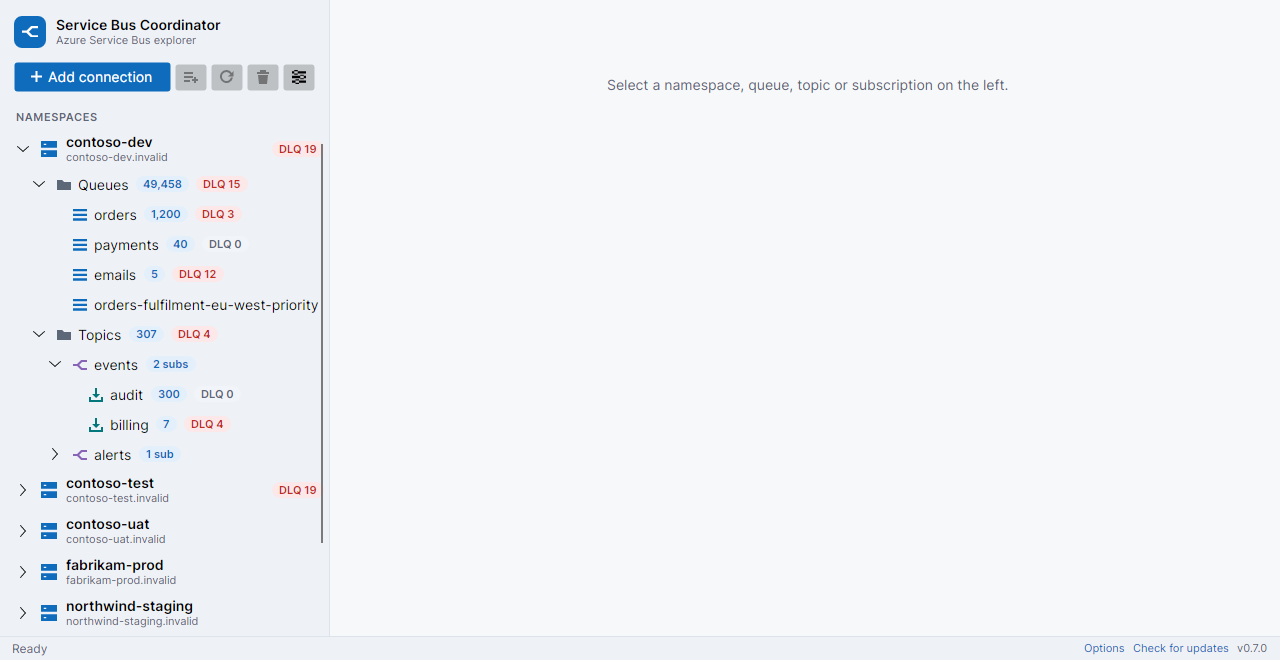 Service Bus Coordinator
Azure Service Bus explorer
+ Add connection
NAMESPACES
contoso-dev
contoso-dev.invalid
DLQ 19
Queues 49,458 DLQ 15
orders 1,200 DLQ 3
payments 40 DLQ 0
emails 5 DLQ 12
orders-fulfilment-eu-west-priority
Topics 307 DLQ 4
events 2 subs
audit 300 DLQ 0
billing 7 DLQ 4
alerts 1 sub
contoso-test
contoso-test.invalid
DLQ 19
contoso-uat
contoso-uat.invalid
fabrikam-prod
fabrikam-prod.invalid
northwind-staging
northwind-staging.invalid
Select a namespace, queue, topic or subscription on the left.
Ready
Options Check for updates v0.7.0